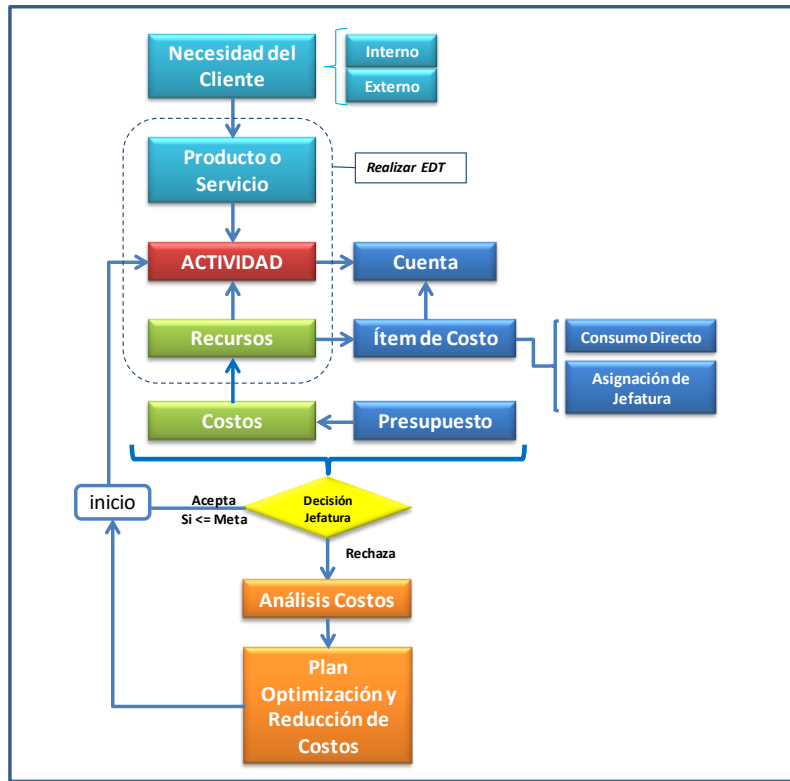 Necesidad del
Cliente
Interno
Externo
Producto o
Servicio
Realizar EDT
ACTIVIDAD
Cuenta
Recursos
Ítem de Costo
Consumo Directo
Asignación de
Jefatura
Costos
Presupuesto
inicio
Acepta
Si <= Meta
Decisión
Jefatura
Rechaza
Análisis Costos
Plan
Optimización y
Reducción de
Costos